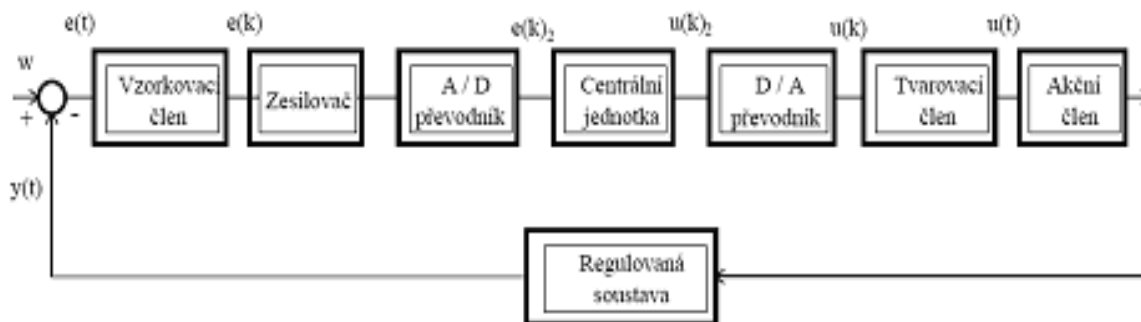 e(t) e(k) e(k)₂ u(k)₂ u(k) u(t)
w
+ -
Vzorkovací
člen
Zesilovač
A / D
převodník
Centrální
jednotka
D / A
převodník
Tvarovací
člen
Akční
člen
y(t)
Regulovaná
soustava